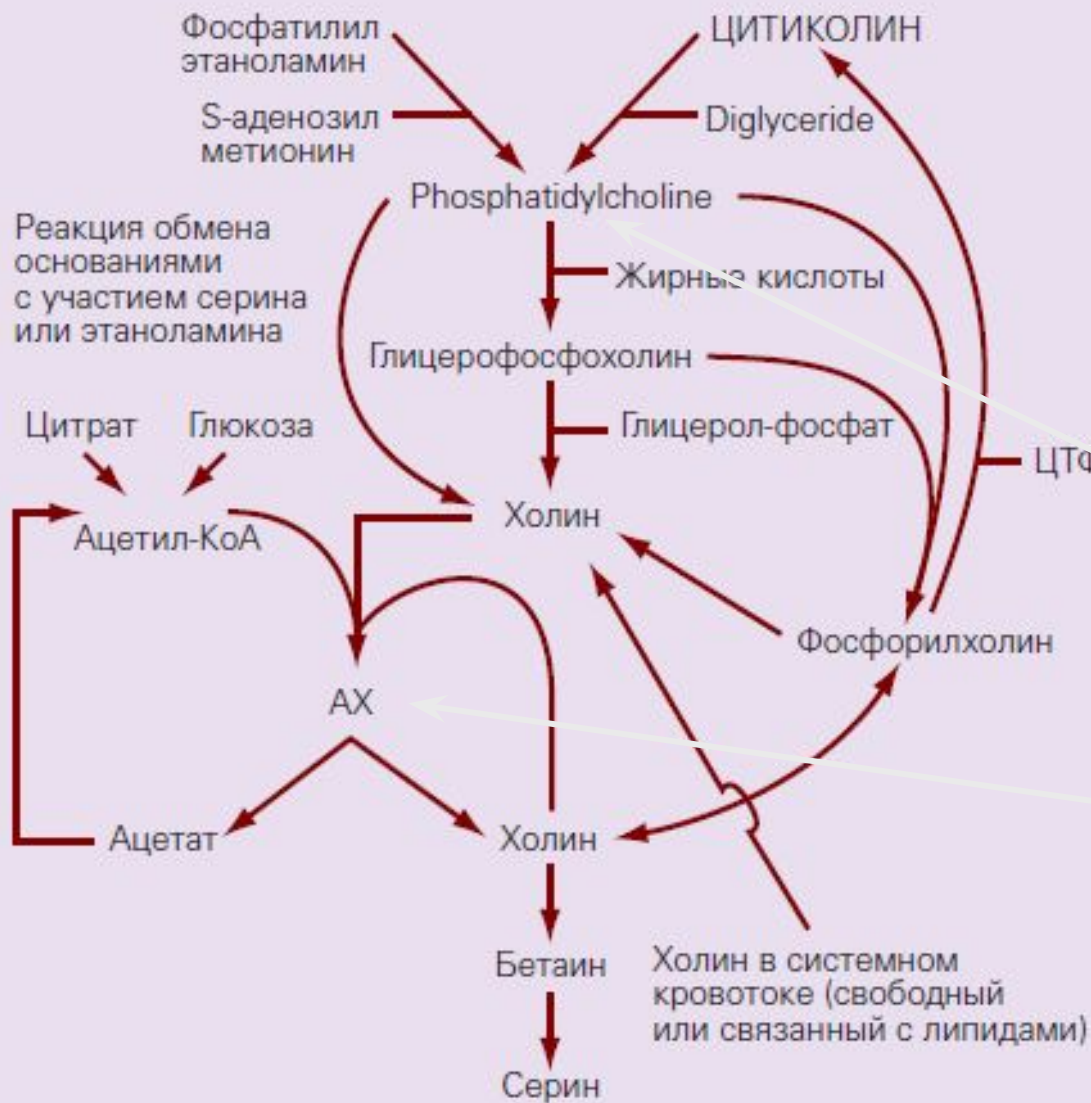 Фосфатилил
этаноламин
ЦИТИКОЛИН
S-аденозил
метионин
Diglyceride
Phosphatidylcholine
Реакция обмена
основаниями
с участием серина
или этаноламина
Жирные кислоты
Глицерофосфохолин
Цитрат
Глюкоза
Глицерол-фосфат
ЦТФ
Холин
Ацетил-КоА
Фосфорилхолин
АХ
Ацетат
Холин
Бетаин
Холин в системном
кровотоке (свободный
или связанный с липидами)
Серин